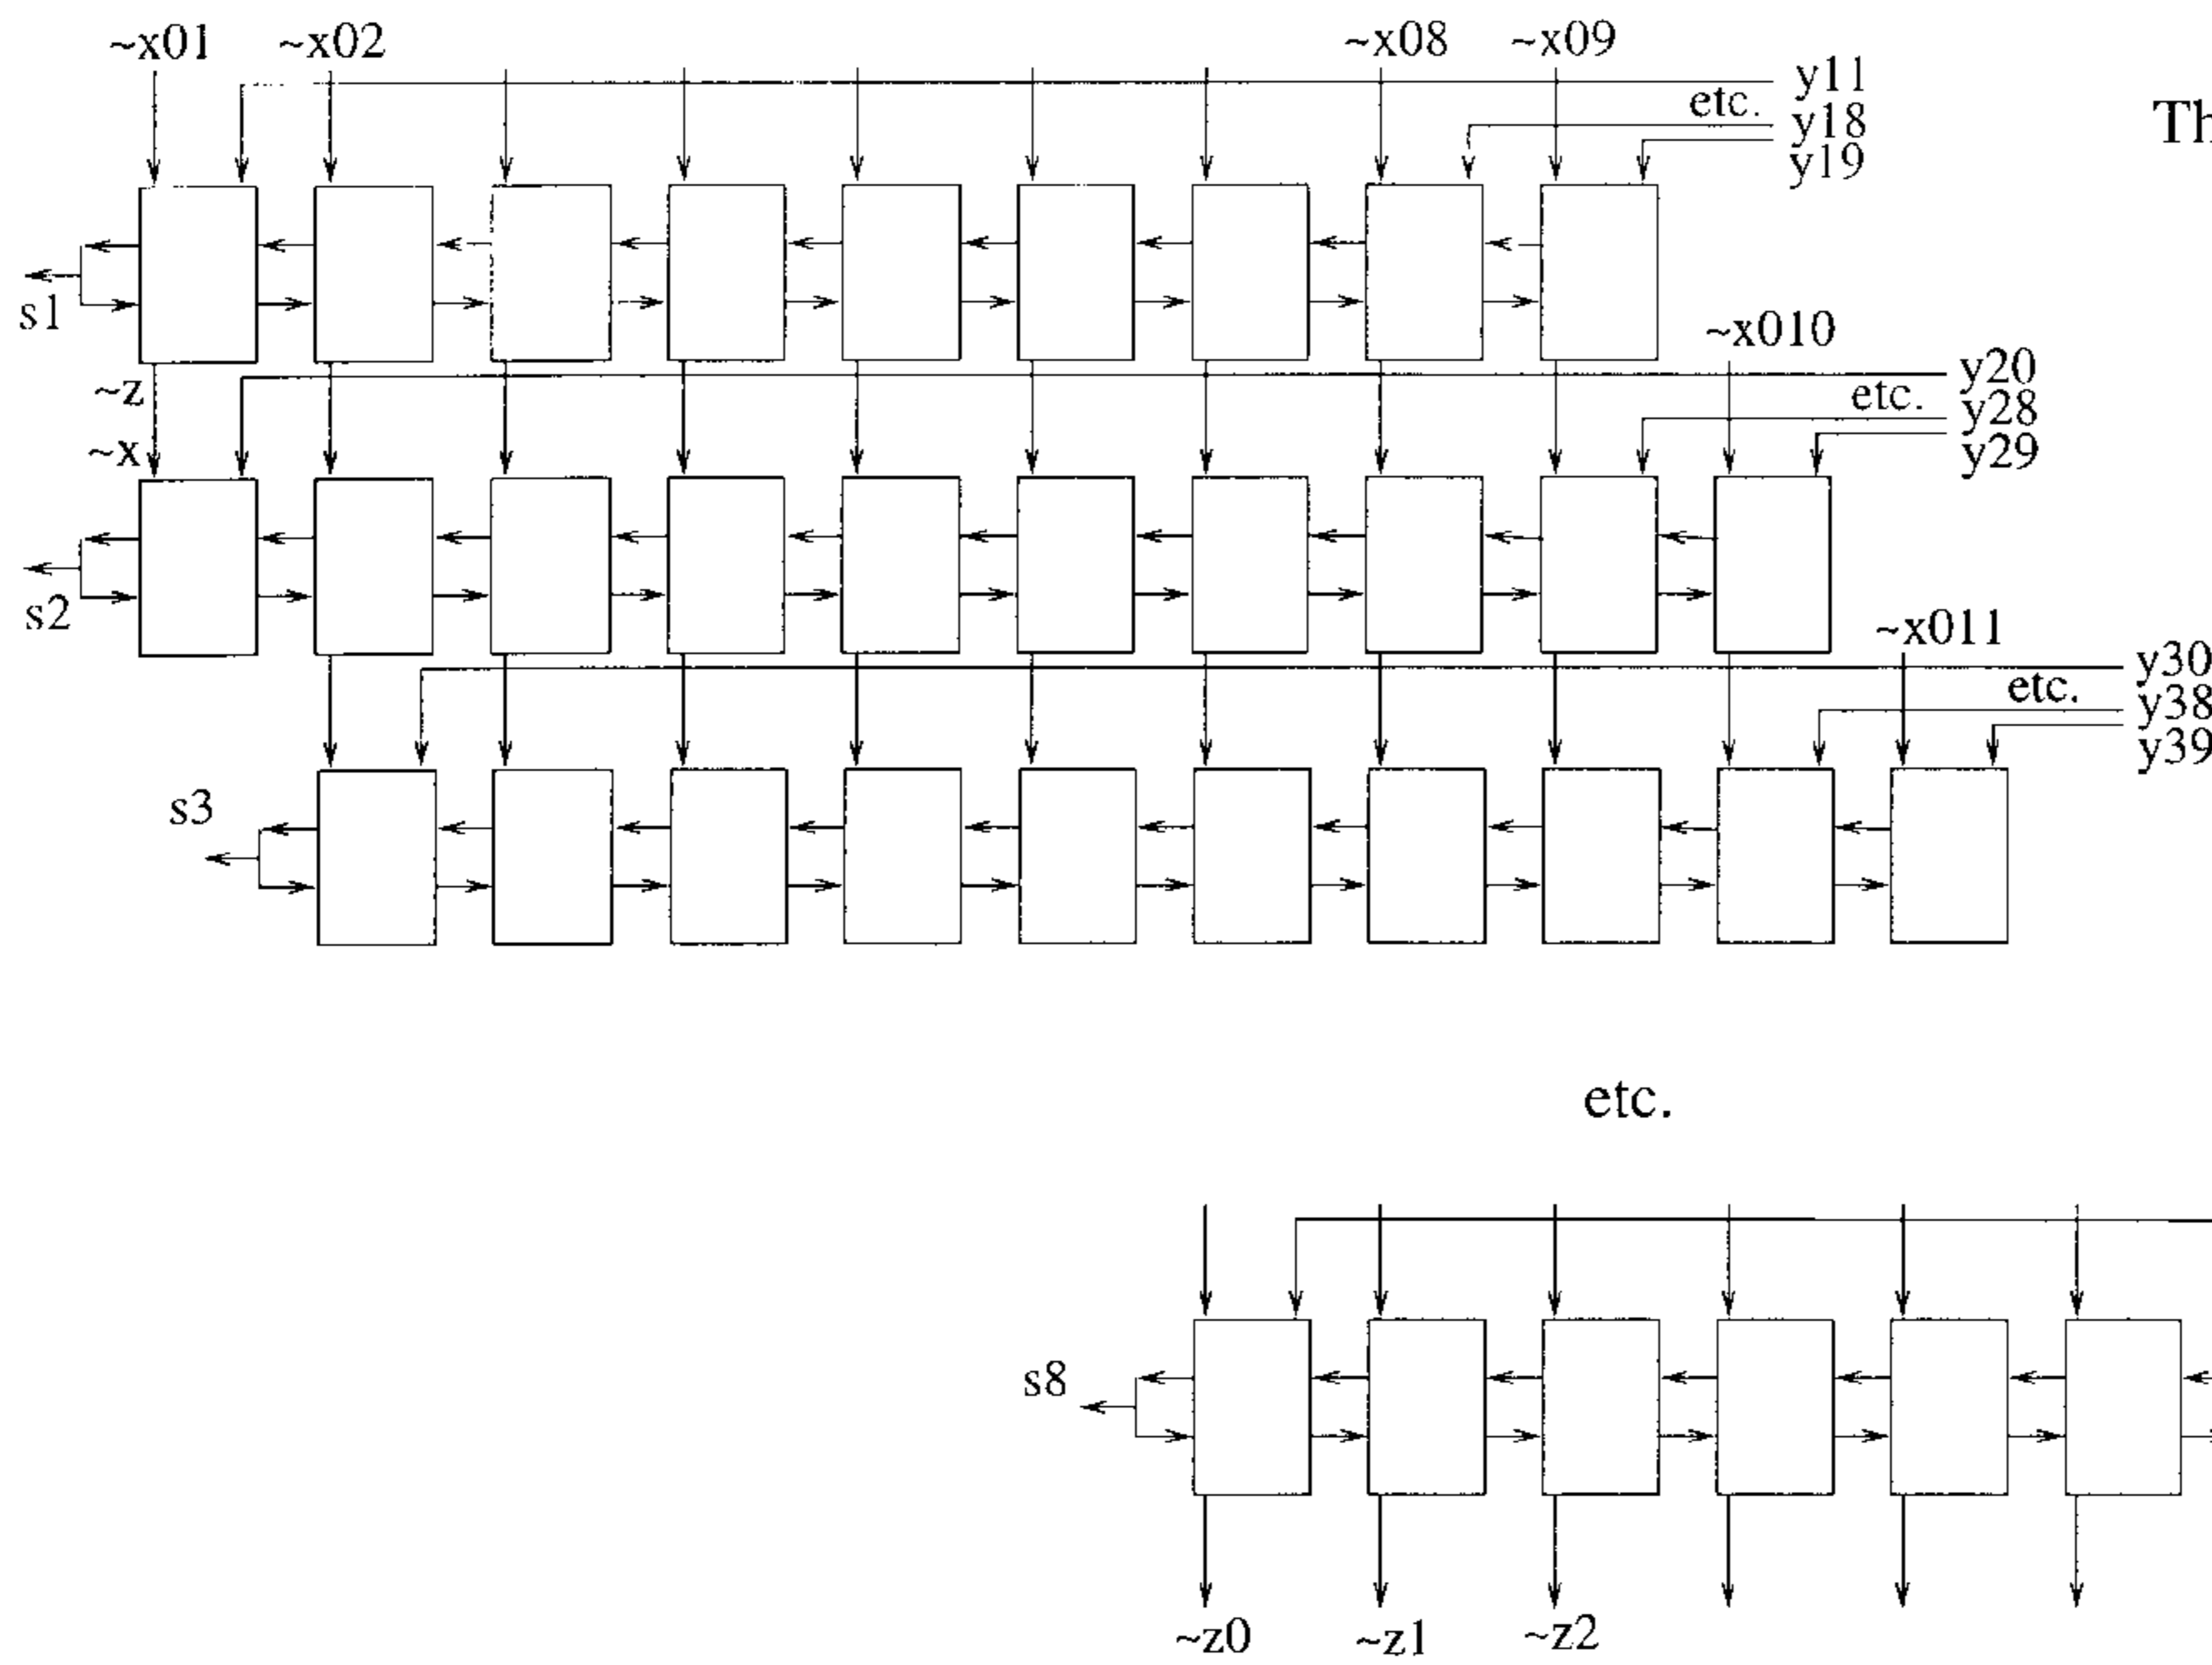 ~x01 ~x02 ~x08 ~x09
y11
etc.
y18
y19
s1
~x010
~z
y20
etc.
y28
~x
y29
s2
~x011
y30
etc.
y38
y39
s3
etc.
s8
~z0 ~z1 ~z2